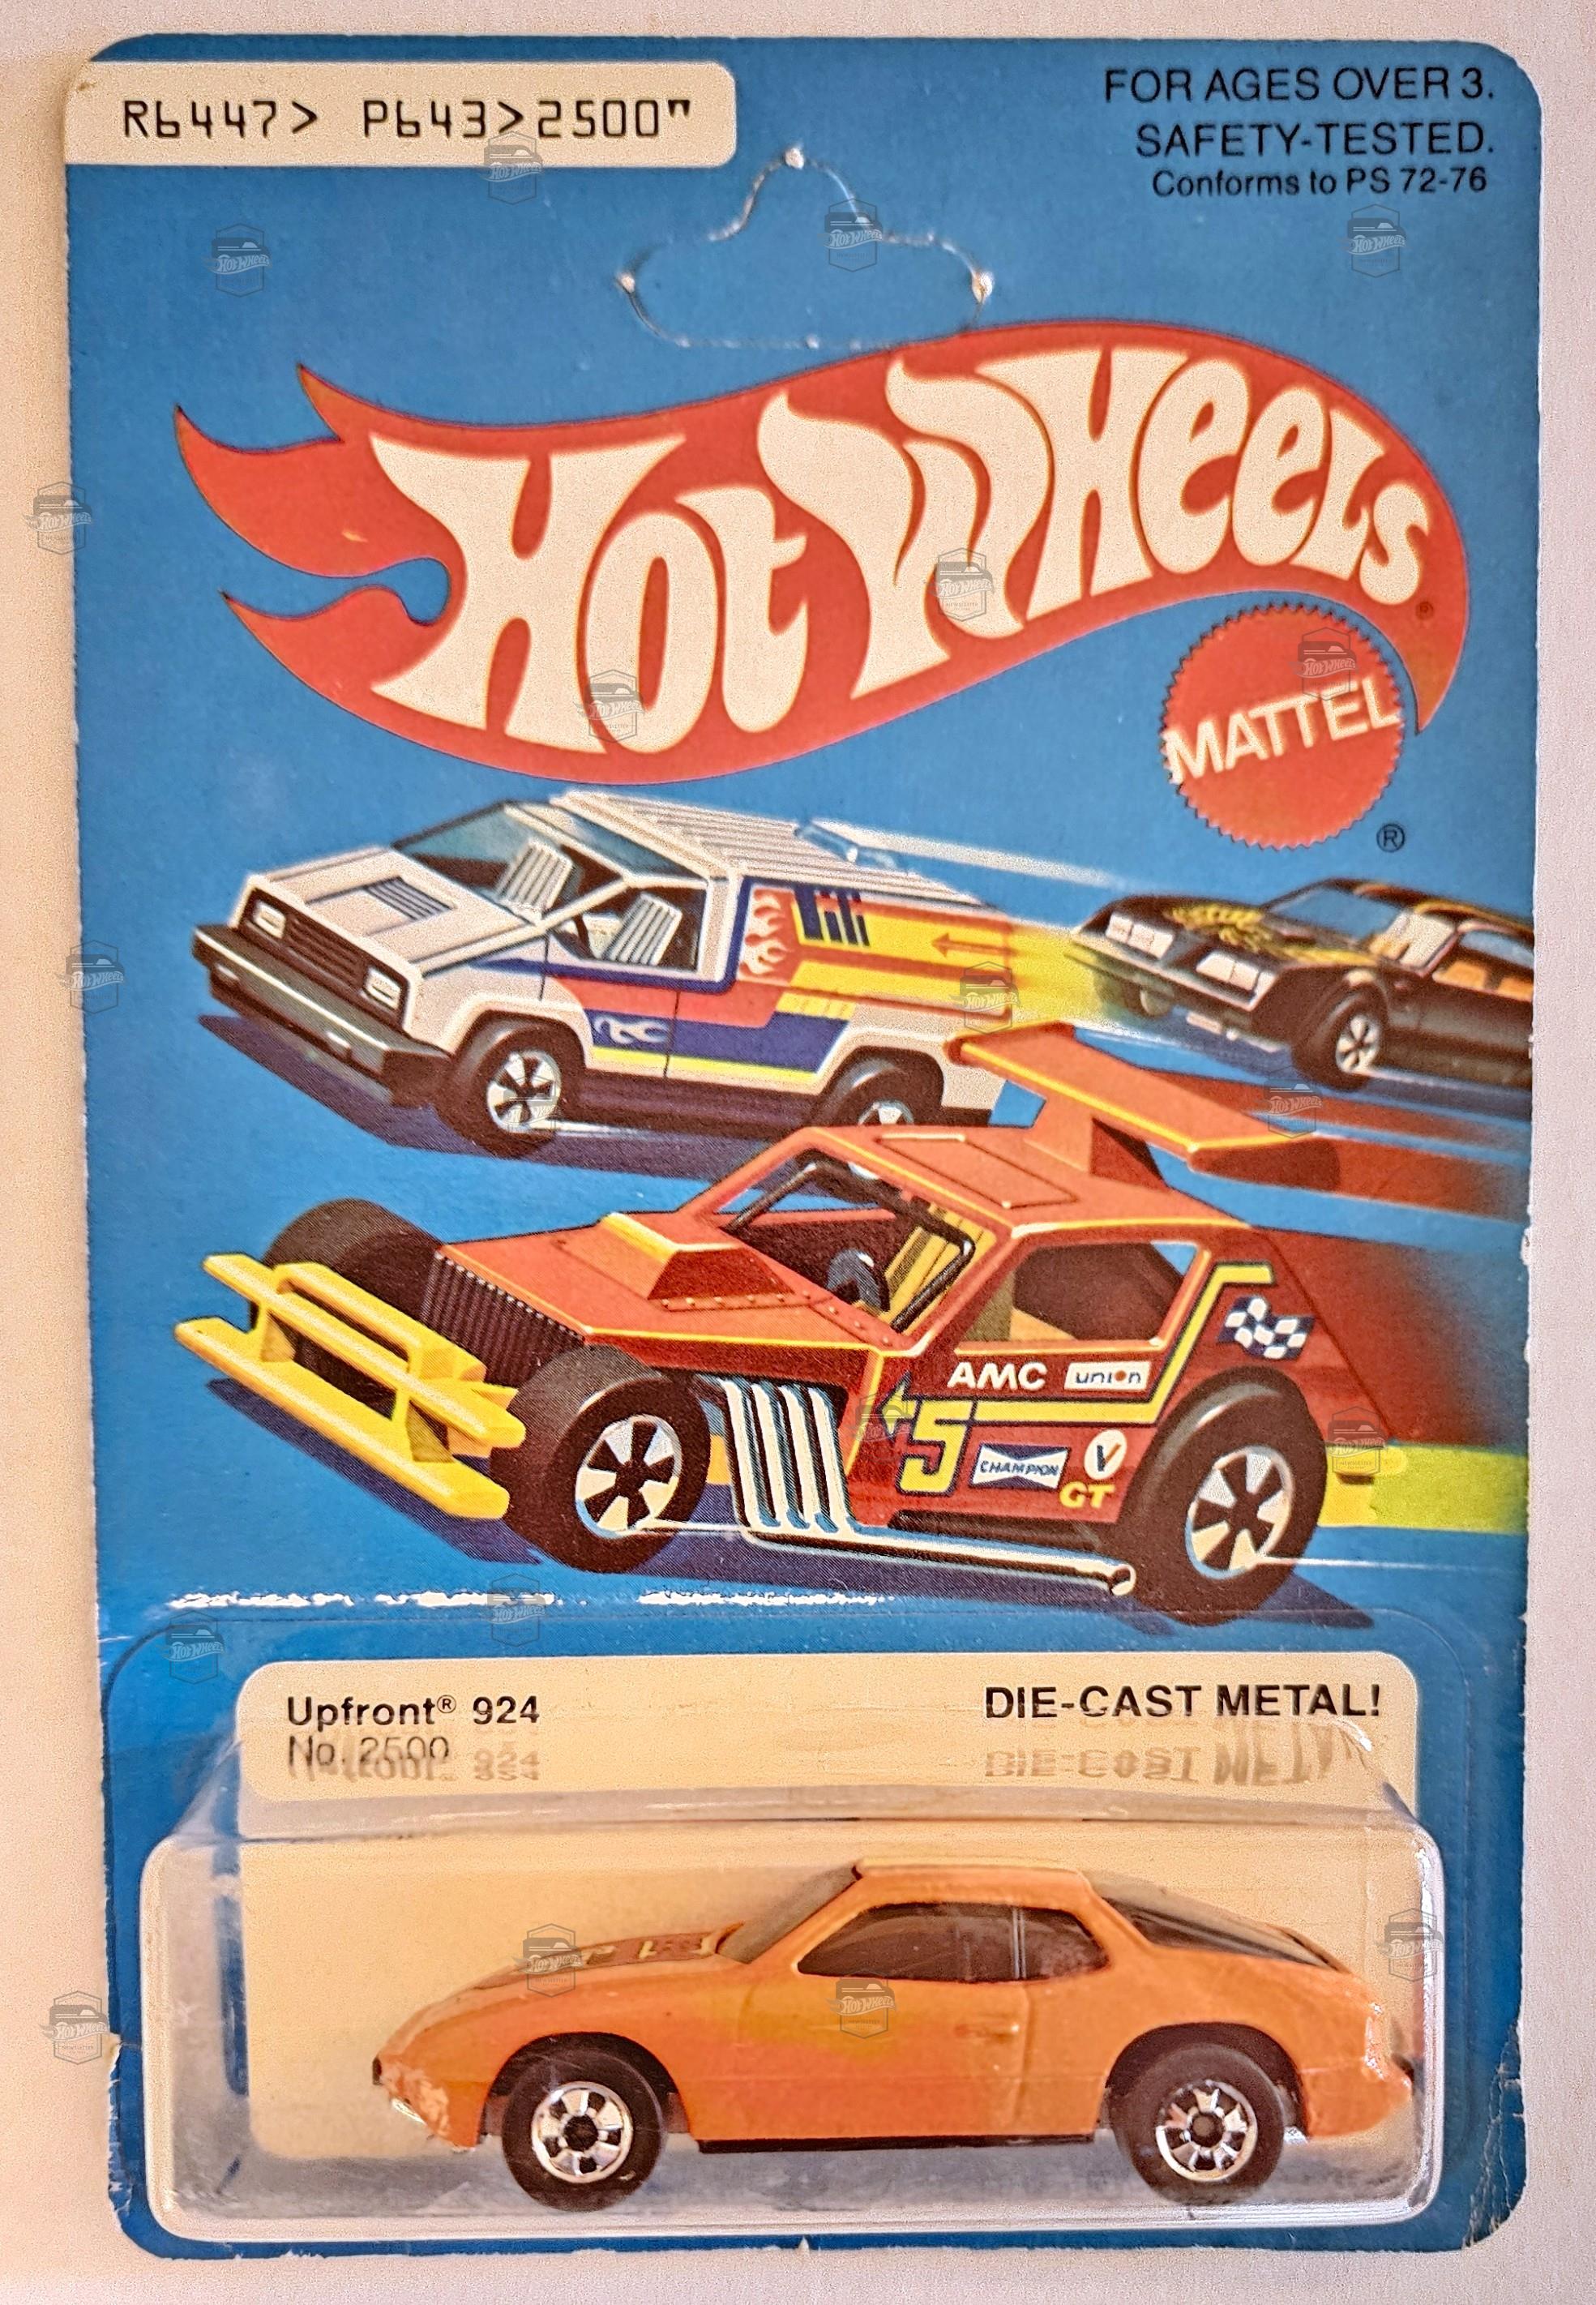 R6447> P643>2500"
FOR AGES OVER 3.
SAFETY-TESTED.
Conforms to PS 72-76
Hot Wheels®
MATTEL
®
AMC union
5 CHAMPION V
GT
Upfront® 924
No. 2500
DIE-CAST METAL!